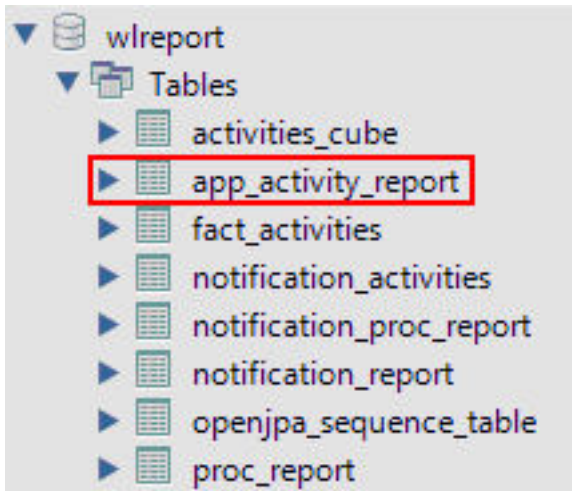 wlreport
Tables
activities_cube
app_activity_report
fact_activities
notification_activities
notification_proc_report
notification_report
openjpa_sequence_table
proc_report